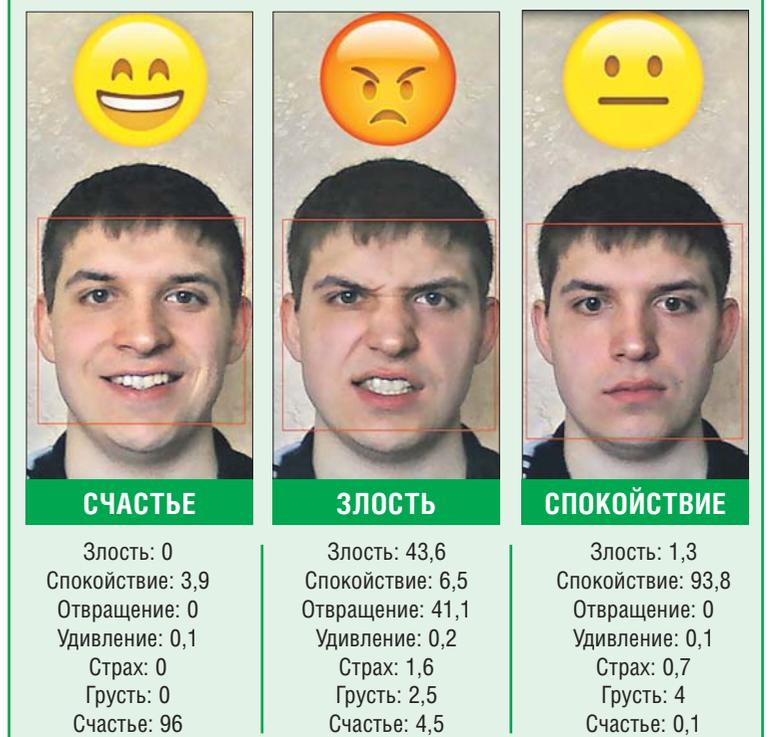 СЧАСТЬЕ
Злость: 0
Спокойствие: 3,9
Отвращение: 0
Удивление: 0,1
Страх: 0
Грусть: 0
Счастье: 96
ЗЛОСТЬ
Злость: 43,6
Спокойствие: 6,5
Отвращение: 41,1
Удивление: 0,2
Страх: 1,6
Грусть: 2,5
Счастье: 4,5
СПОКОЙСТВИЕ
Злость: 1,3
Спокойствие: 93,8
Отвращение: 0
Удивление: 0,1
Страх: 0,7
Грусть: 4
Счастье: 0,1